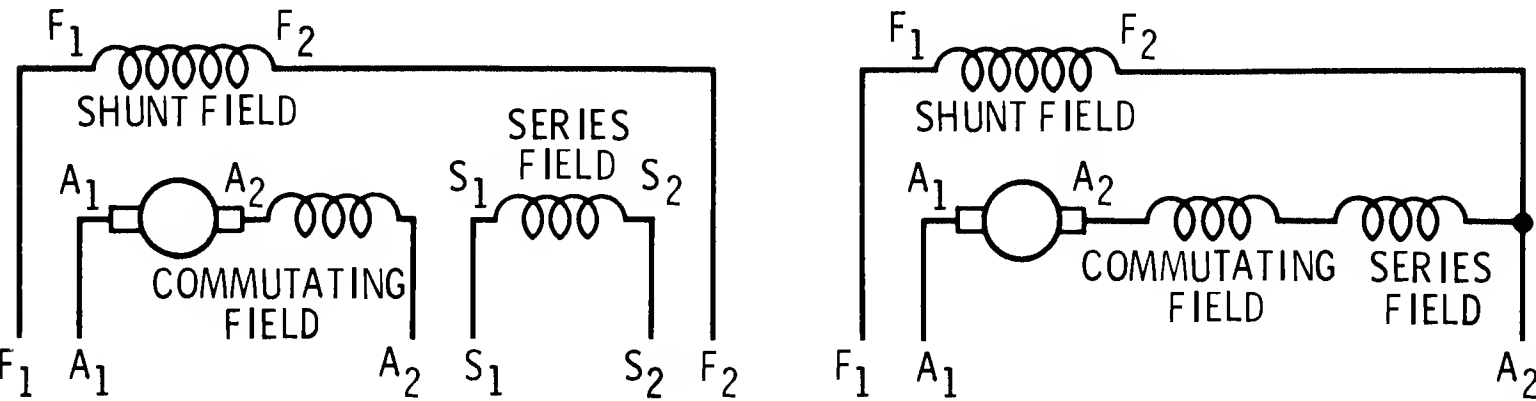 F₁ F₂
SHUNT FIELD
SERIES
FIELD
A₁ A₂ S₁ S₂
COMMUTATING
FIELD
F₁ A₁ A₂ S₁ S₂ F₂
F₁ F₂
SHUNT FIELD
A₁ A₂
COMMUTATING
FIELD
SERIES
FIELD
F₁ A₁ A₂